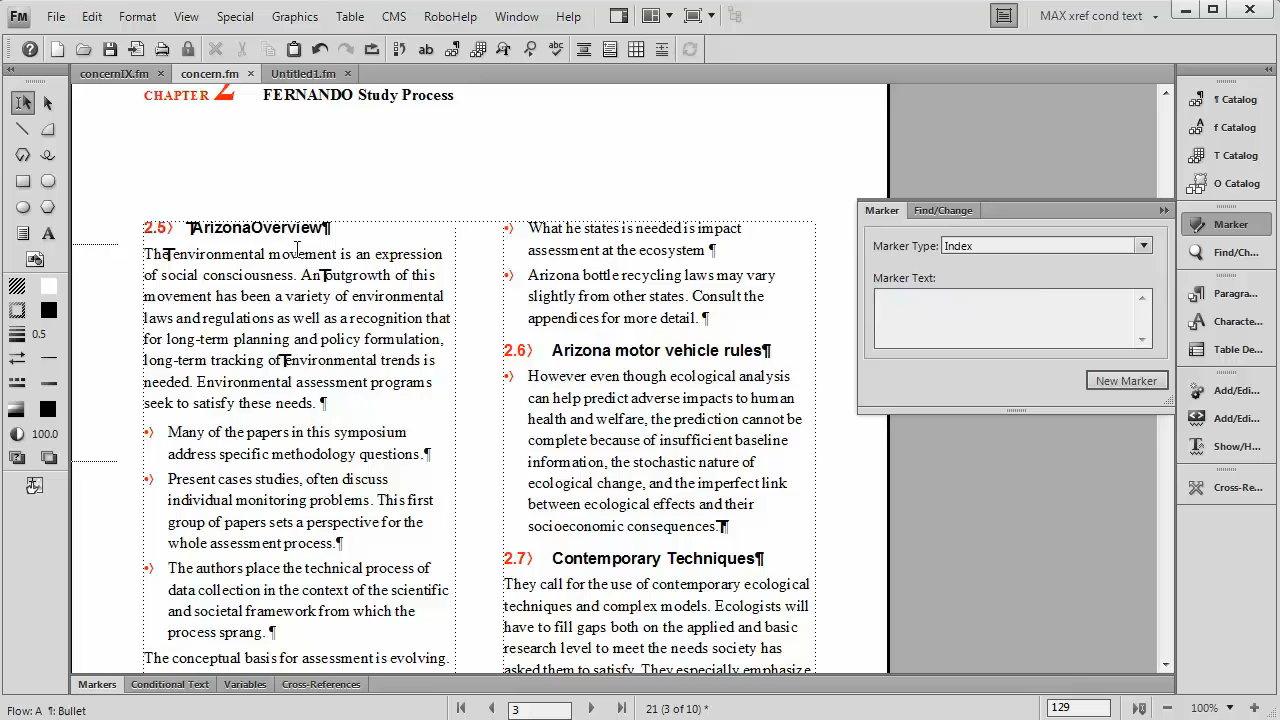 Fm File Edit Format View Special Graphics Table CMS RoboHelp Window Help MAX xref cond text
concernIX.fm concern.fm Untitled1.fm
CHAPTER 2 FERNANDO Study Process
2.5 ArizonaOverview¶
The environmental movement is an expression
of social consciousness. An outgrowth of this
movement has been a variety of environmental
laws and regulations as well as a recognition that
for long-term planning and policy formulation,
long-term tracking of Environmental trends is
needed. Environmental assessment programs
seek to satisfy these needs. ¶
Many of the papers in this symposium
address specific methodology questions.¶
Present cases studies, often discuss
individual monitoring problems. This first
group of papers sets a perspective for the
whole assessment process.¶
The authors place the technical process of
data collection in the context of the scientific
and societal framework from which the
process sprang. ¶
The conceptual basis for assessment is evolving.
What he states is needed is impact
assessment at the ecosystem ¶
Arizona bottle recycling laws may vary
slightly from other states. Consult the
appendices for more detail. ¶
2.6 Arizona motor vehicle rules¶
However even though ecological analysis
can help predict adverse impacts to human
health and welfare, the prediction cannot be
complete because of insufficient baseline
information, the stochastic nature of
ecological change, and the imperfect link
between ecological effects and their
socioeconomic consequences.¶
2.7 Contemporary Techniques¶
They call for the use of contemporary ecological
techniques and complex models. Ecologists will
have to fill gaps both on the applied and basic
research level to meet the needs society has
asked them to satisfy. They especially emphasize
Marker Find/Change
Marker Type: Index
Marker Text:
New Marker
¶ Catalog
f Catalog
T Catalog
O Catalog
Marker
Find/Ch...
Paragra...
Characte...
Table De...
Add/Edi...
Add/Edi...
Show/H...
Cross-Re...
0.5
100.0
Markers Conditional Text Variables Cross-References
Flow: A ¶: Bullet 3 21 (3 of 10) * 129 100%